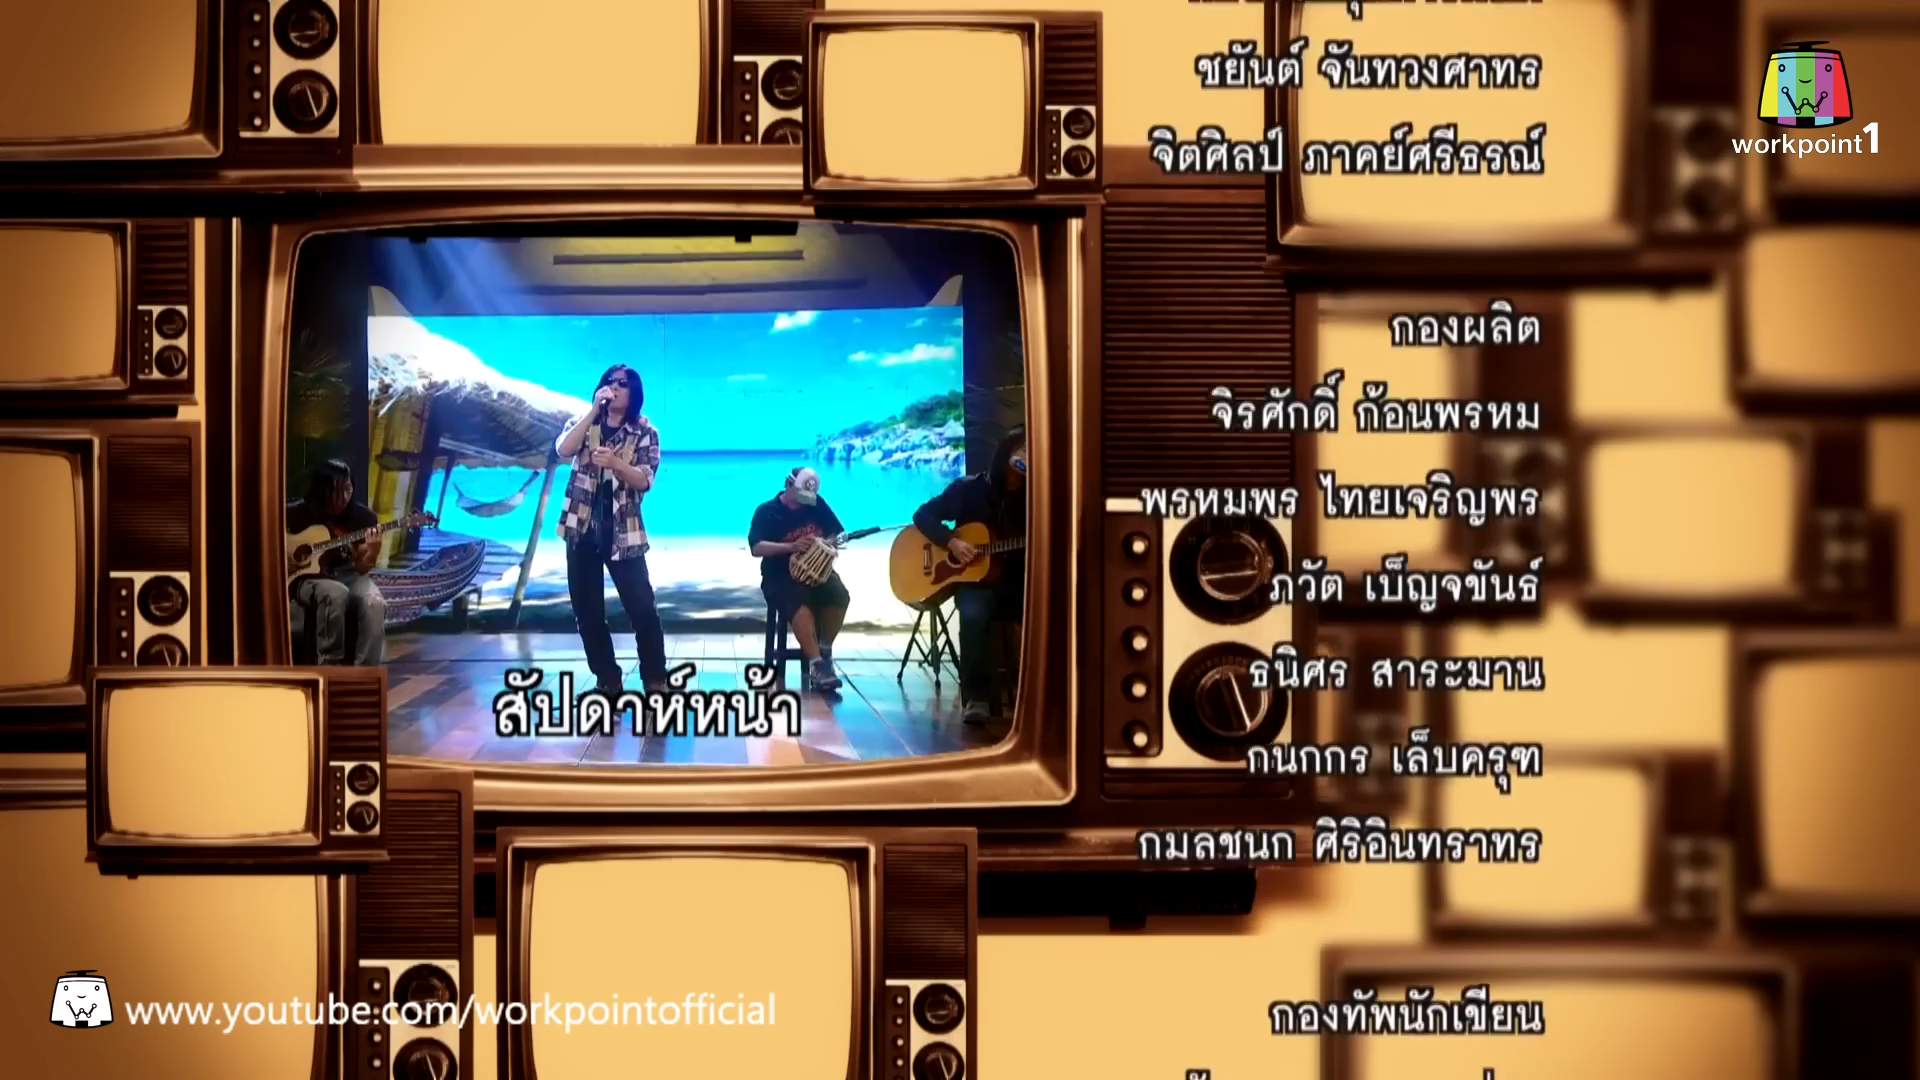 ชยันต์ จันทวงศาทร
จิตศิลป์ ภาคย์ศรีธรณ์
workpoint1
กองผลิต
จิรศักดิ์ ก้อนพรหม
พรหมพร ไทยเจริญพร
ภวัต เบ็ญจขันธ์
ธนิศร สาระมาน
สัปดาห์หน้า
กนกกร เล็บครุฑ
กมลชนก ศิริอินทราทร
www.youtube.com/workpointofficial
กองทัพนักเขียน